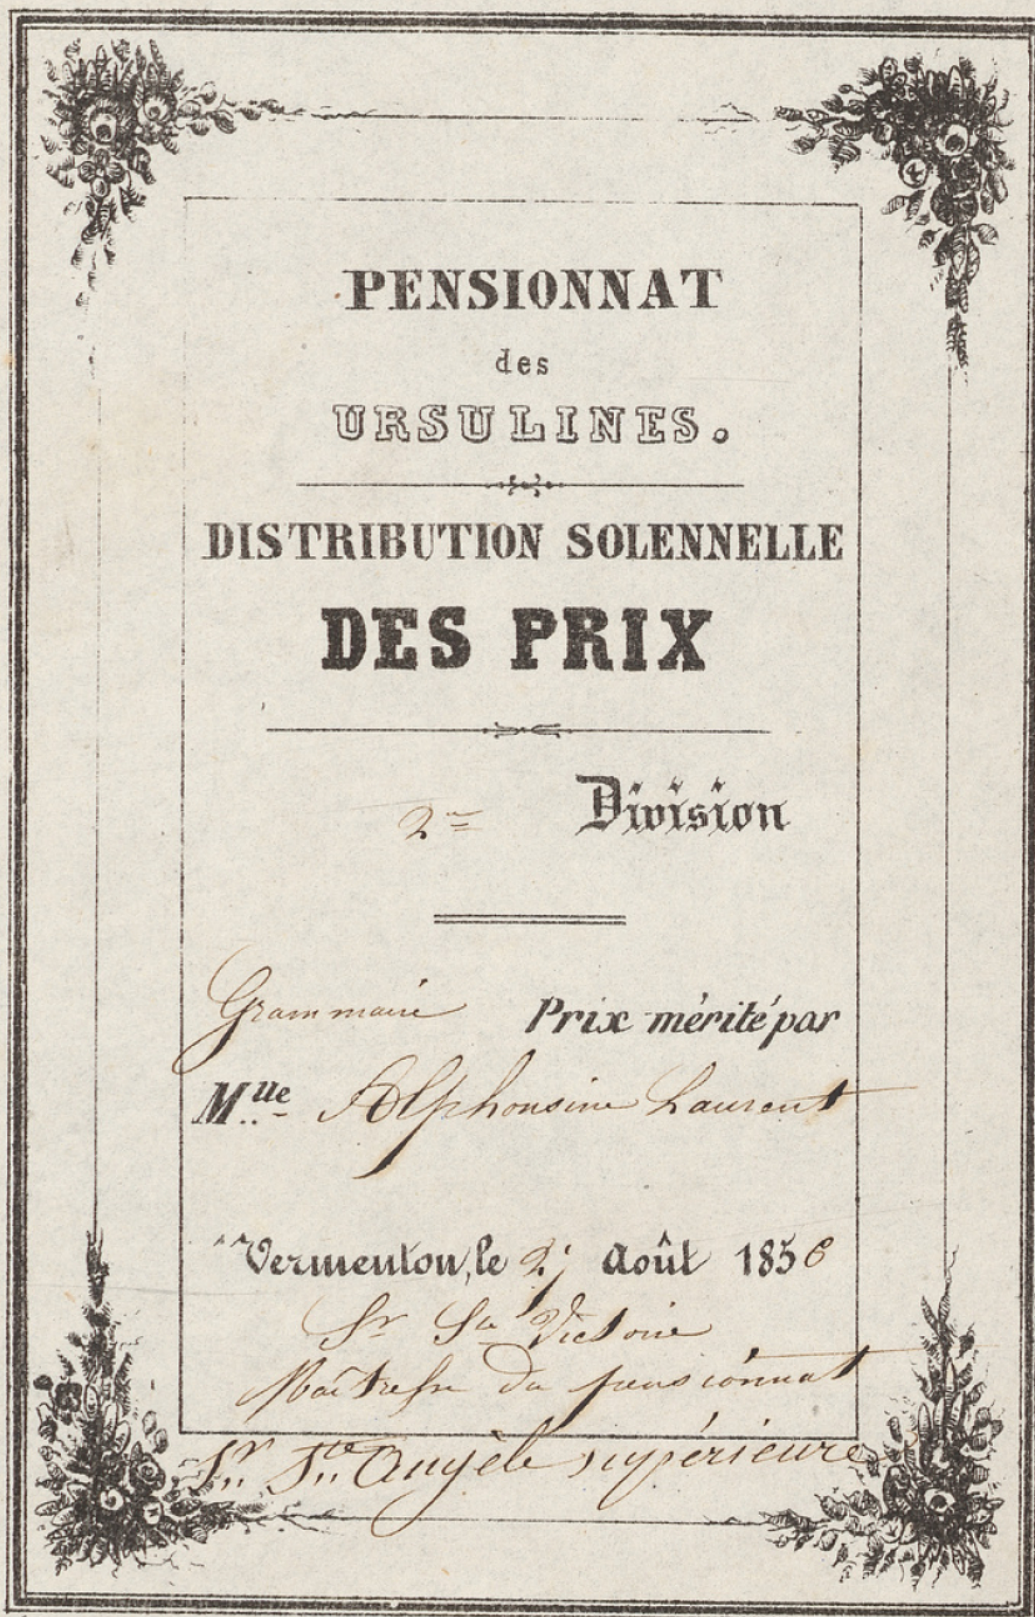 PENSIONNAT
des
URSULINES.
DISTRIBUTION SOLENNELLE
DES PRIX
2me Division
Grammaire Prix mérité par
Mlle Alphonsine Laurent
Vermenton, le Août 1856
Sr Ste Victoire
Maîtresse du pensionnat
Sr Ste Angèle supérieure